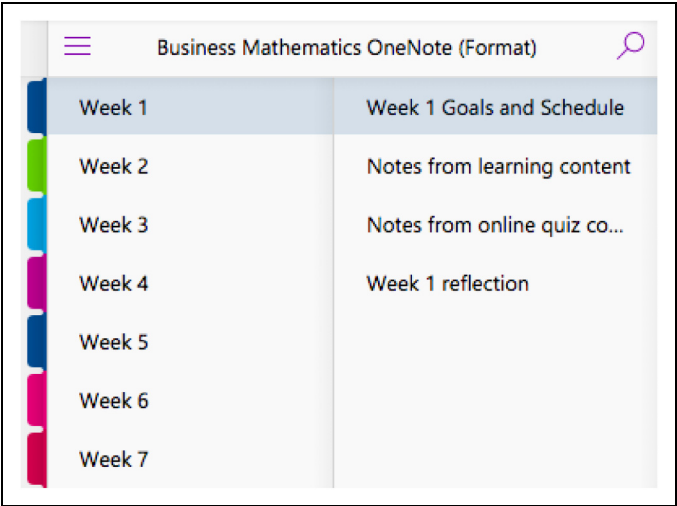 Business Mathematics OneNote (Format)
Week 1
Week 2
Week 3
Week 4
Week 5
Week 6
Week 7
Week 1 Goals and Schedule
Notes from learning content
Notes from online quiz co...
Week 1 reflection